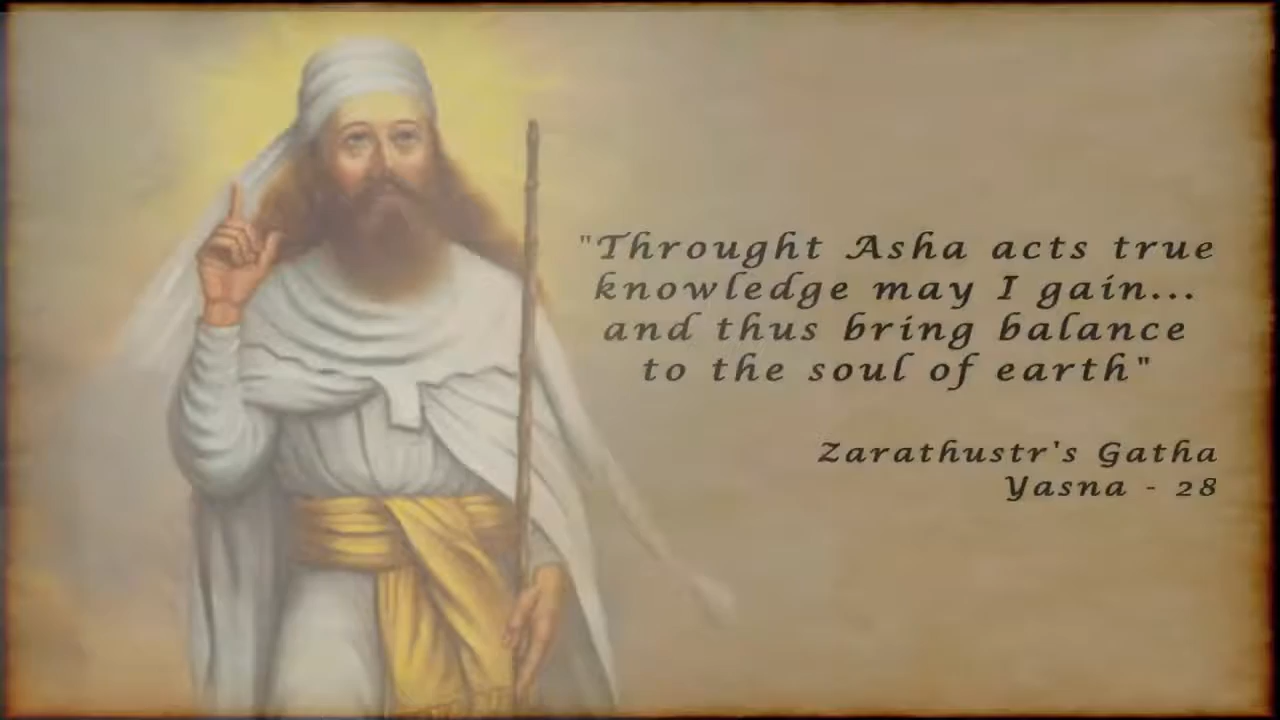 "Throught Asha acts true
knowledge may I gain...
and thus bring balance
to the soul of earth"
Zarathustr's Gatha
Yasna - 28